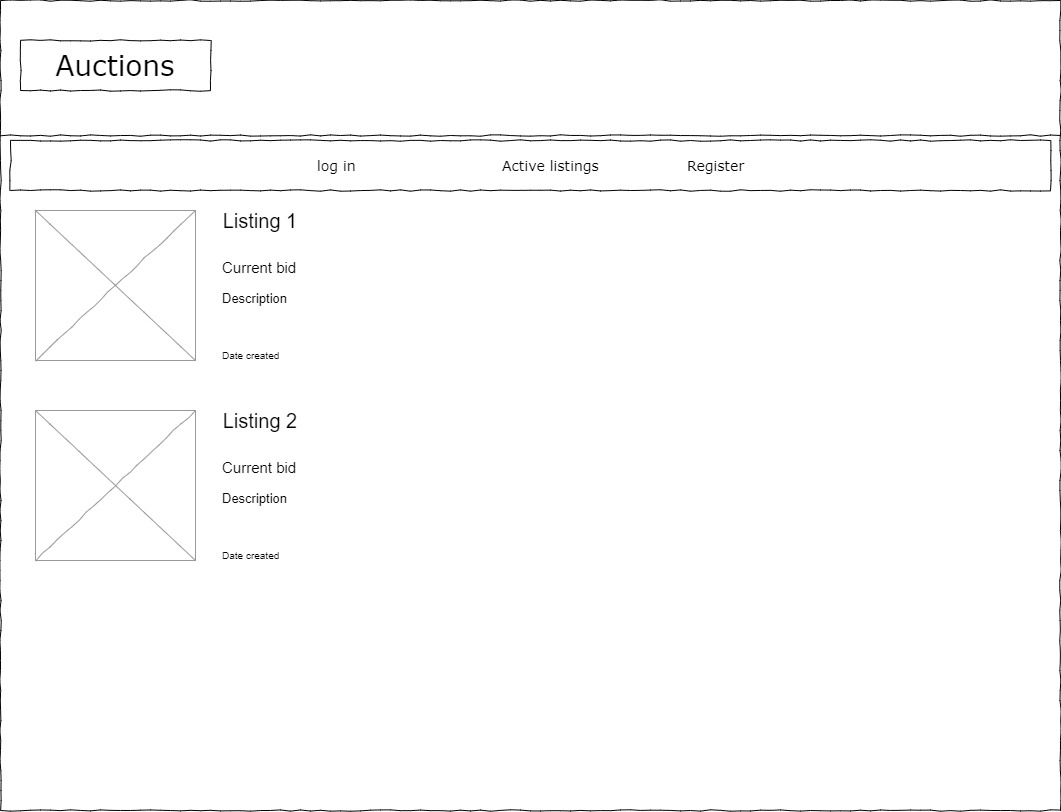 Auctions
log in Active listings Register
Listing 1
Current bid
Description
Date created
Listing 2
Current bid
Description
Date created